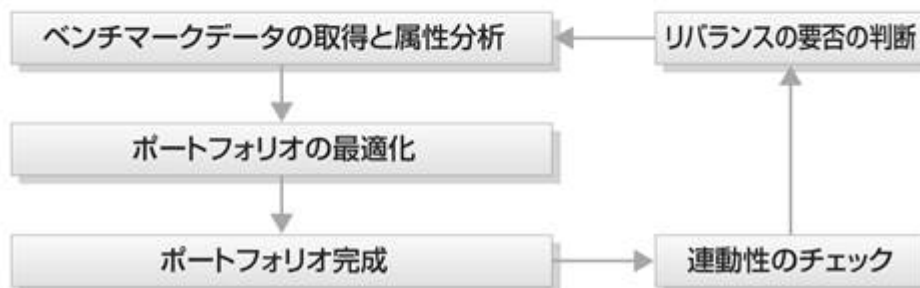 ベンチマークデータの取得と属性分析
リバランスの要否の判断
ポートフォリオの最適化
ポートフォリオ完成
連動性のチェック